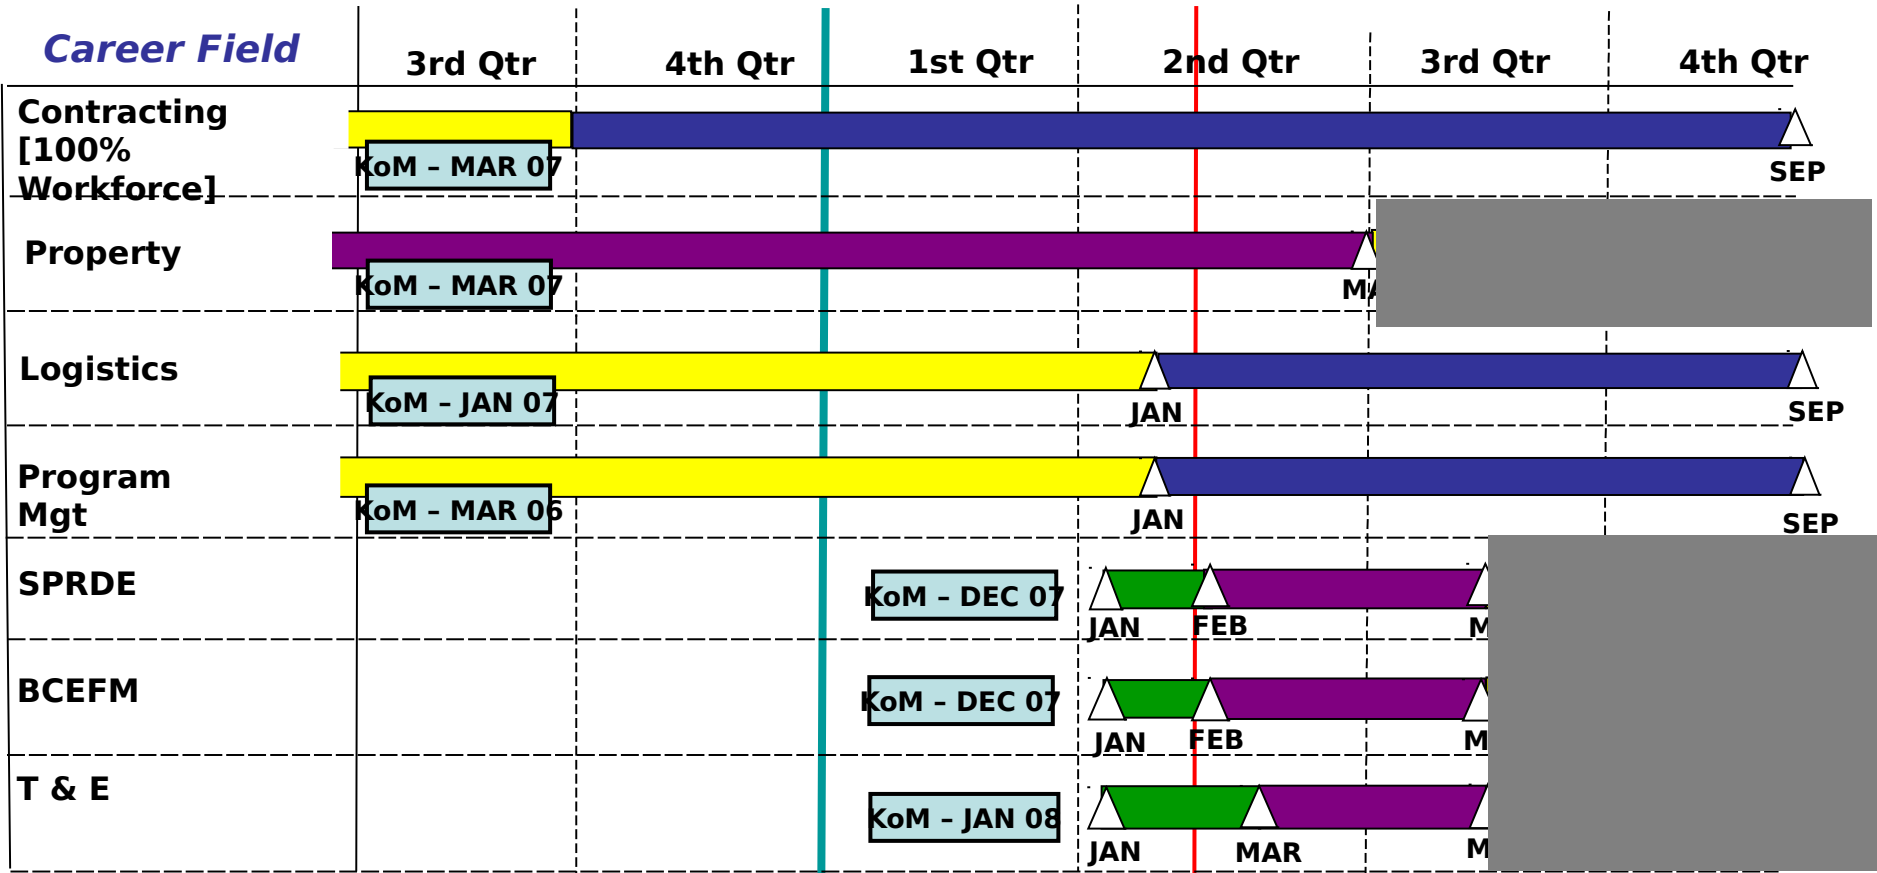 Career Field
3rd Qtr
4th Qtr
1st Qtr
2nd Qtr
3rd Qtr
4th Qtr
Contracting
[100%
Workforce]
KoM – MAR 07
SEP
Property
KoM – MAR 07
Logistics
KoM – JAN 07
JAN
SEP
Program
Mgt
KoM – MAR 06
JAN
SEP
SPRDE
KoM – DEC 07
JAN
FEB
BCEFM
KoM – DEC 07
JAN
FEB
T & E
KoM – JAN 08
JAN
MAR